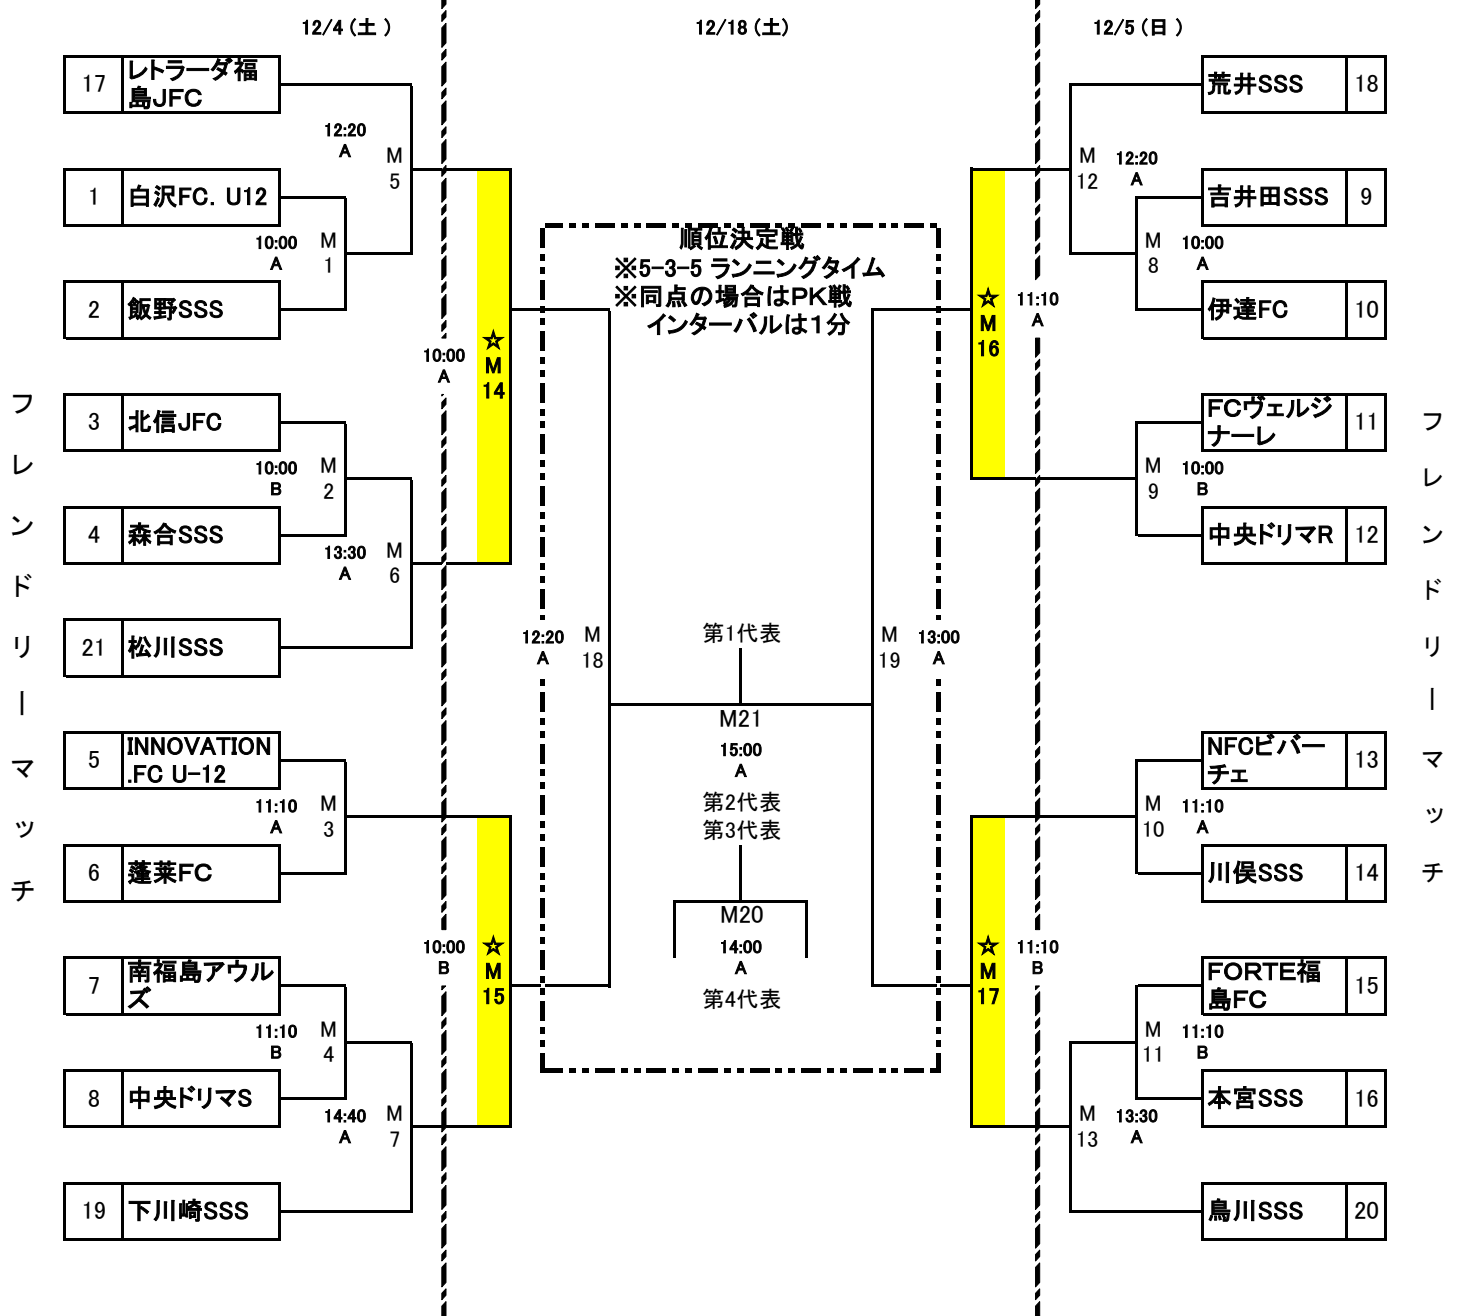 12/4（土）
12/18（土）
12/5（日）
17 レトラーダ福
島JFC
12:20
A
M
5
1 白沢FC．U12
10:00
A
M
1
2 飯野SSS
10:00
A
☆
M
14
3 北信JFC
10:00
B
M
2
4 森合SSS
13:30
A
M
6
21 松川SSS
5 INNOVATION
.FC U-12
11:10
A
M
3
6 蓬莱FC
10:00
B
☆
M
15
7 南福島アウル
ズ
11:10
B
M
4
8 中央ドリマS
14:40
A
M
7
19 下川崎SSS
フレンドリーマッチ
順位決定戦
※5-3-5 ランニングタイム
※同点の場合はPK戦
インターバルは１分
12:20
A
M
18
第1代表
M21
15:00
A
第2代表
第3代表
M20
14:00
A
第4代表
M
19
13:00
A
荒井SSS 18
M
12
12:20
A
吉井田SSS 9
M
8
10:00
A
伊達FC 10
☆
M
16
11:10
A
FCヴェルジ
ナーレ 11
M
9
10:00
B
中央ドリマR 12
NFCビバー
チェ 13
M
10
11:10
A
川俣SSS 14
☆
M
17
11:10
B
FORTE福
島FC 15
M
11
11:10
B
本宮SSS 16
M
13
13:30
A
鳥川SSS 20
フレンドリーマッチ